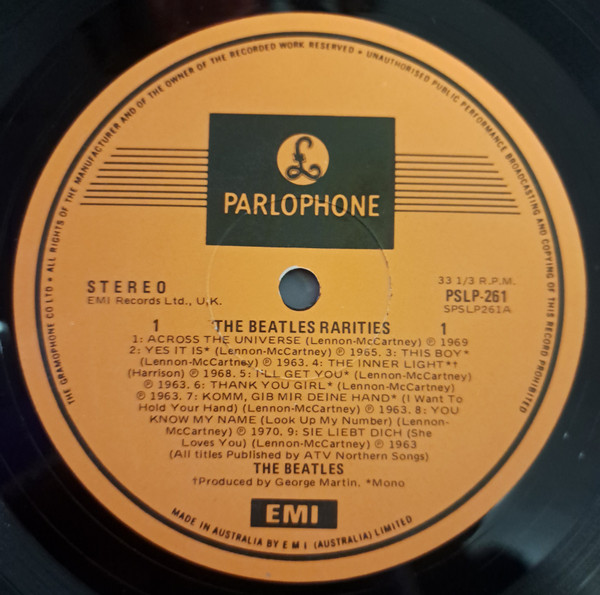 THE GRAMOPHONE CO LTD • ALL RIGHTS OF THE MANUFACTURER AND OF THE OWNER OF THE RECORDED WORK RESERVED • UNAUTHORISED PUBLIC PERFORMANCE BROADCASTING AND COPYING OF THIS RECORD PROHIBITED
£
PARLOPHONE
STEREO
EMI Records Ltd., U.K.
33 1/3 R.P.M.
PSLP-261
SPSLP261A
1 THE BEATLES RARITIES 1
1: ACROSS THE UNIVERSE (Lennon-McCartney) ℗ 1969
2: YES IT IS* (Lennon-McCartney) ℗ 1965. 3: THIS BOY*
(Lennon-McCartney) ℗ 1963. 4: THE INNER LIGHT*†
(Harrison) ℗ 1968. 5: I'LL GET YOU* (Lennon-McCartney)
℗ 1963. 6: THANK YOU GIRL* (Lennon-McCartney)
℗ 1963. 7: KOMM, GIB MIR DEINE HAND* (I Want To
Hold Your Hand) (Lennon-McCartney) ℗ 1963. 8: YOU
KNOW MY NAME (Look Up My Number) (Lennon-
McCartney) ℗ 1970. 9: SIE LIEBT DICH (She
Loves You) (Lennon-McCartney) ℗ 1963
(All titles Published by ATV Northern Songs)
THE BEATLES
†Produced by George Martin. *Mono
EMI
MADE IN AUSTRALIA BY E M I (AUSTRALIA) LIMITED